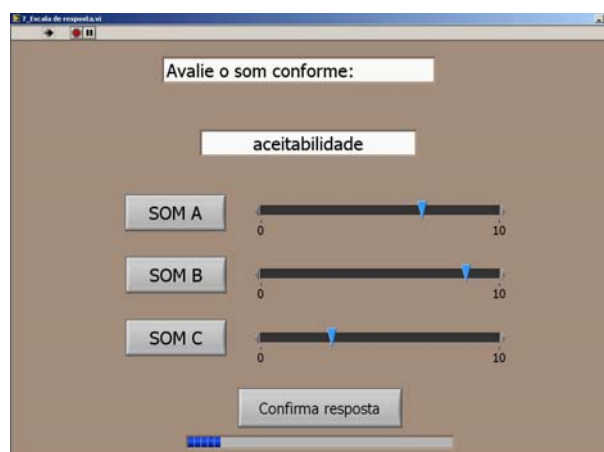 7_Escala de resposta.vi
Avalie o som conforme:
aceitabilidade
SOM A
0 10
SOM B
0 10
SOM C
0 10
Confirma resposta